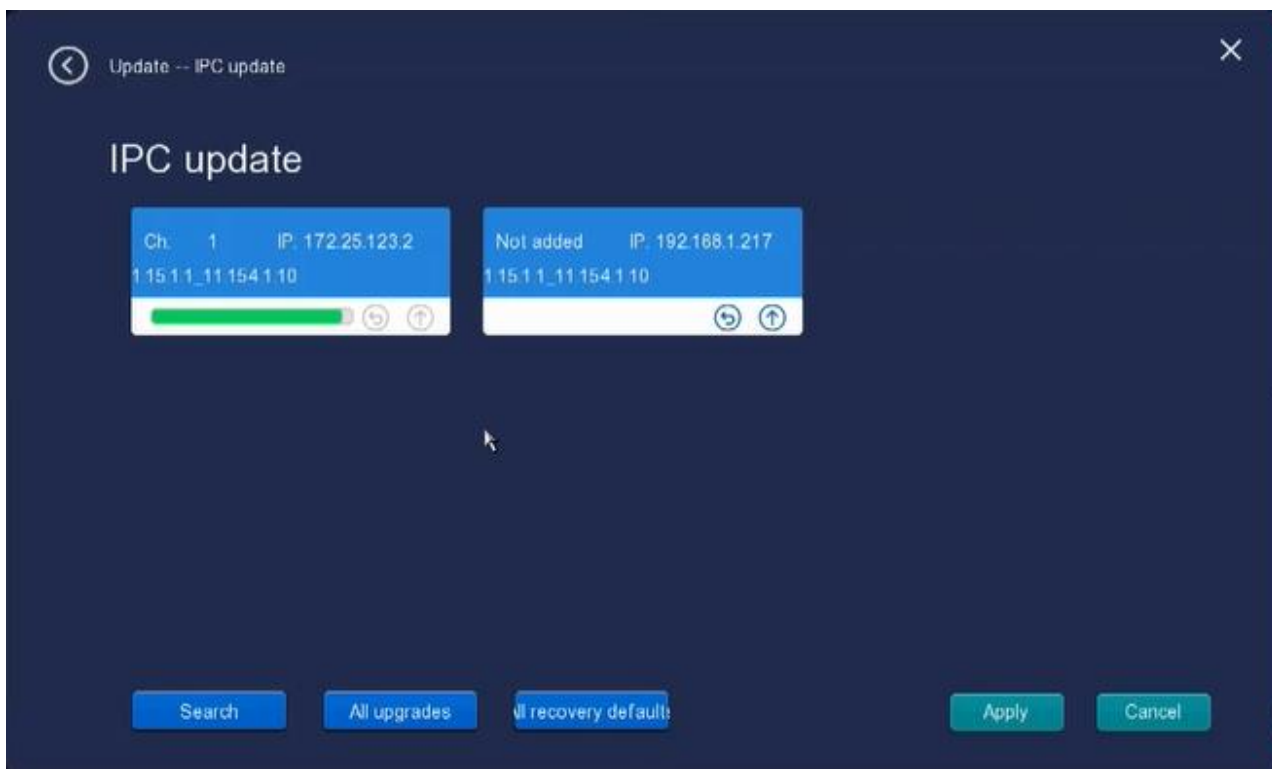 Update -- IPC update
IPC update
Ch. 1 IP. 172.25.123.2
1.15.1.1_11.154.1.10
Not added IP. 192.168.1.217
1.15.1.1_11.154.1.10
Search All upgrades ll recovery default Apply Cancel